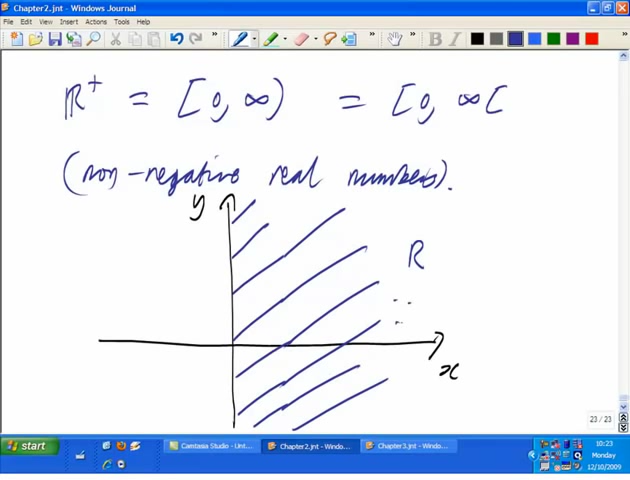 Chapter2.jnt - Windows Journal
File Edit View Insert Actions Tools Help
B I
ℝ⁺ = [0, ∞) = [0, ∞[
(non-negative real numbers).
y
R
x
23 / 23
start
Camtasia Studio - Unt...
Chapter2.jnt - Windo...
Chapter3.jnt - Windo...
10:23
Monday
12/10/2009